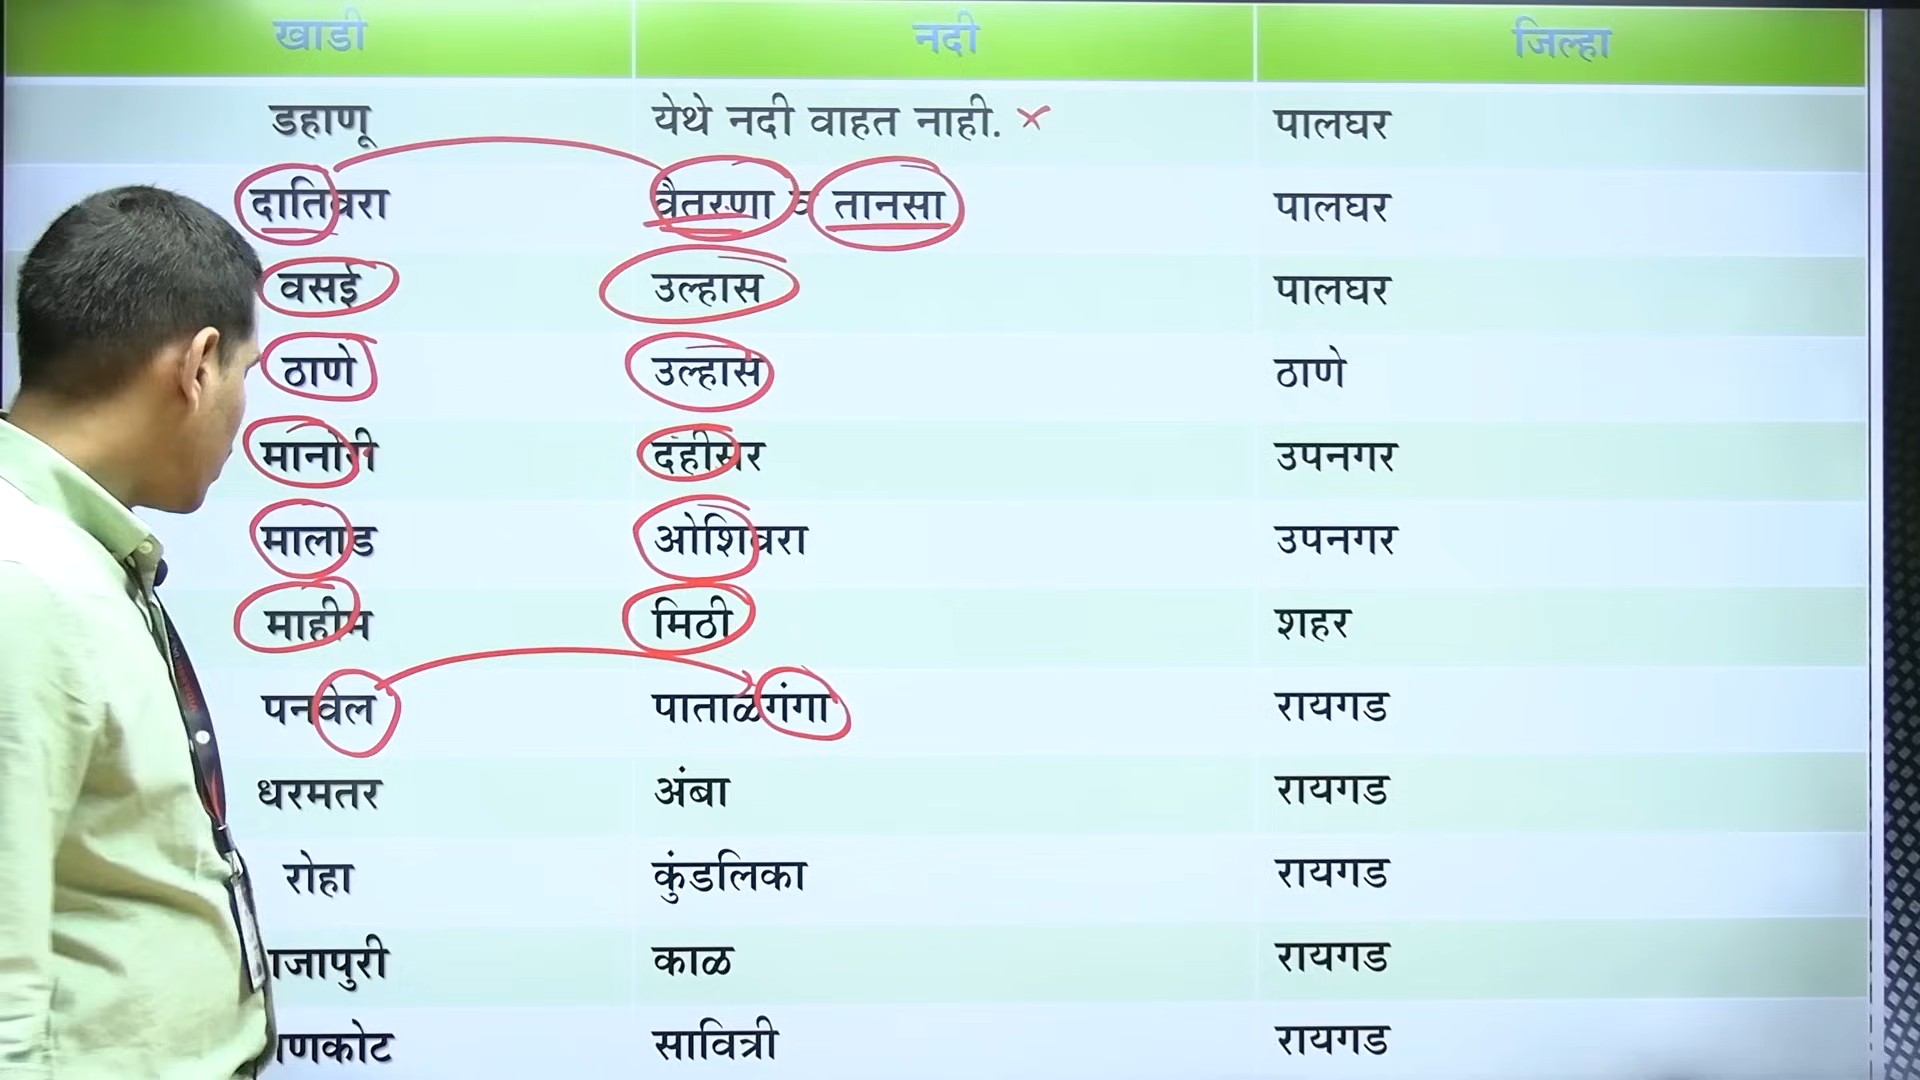 खाडी नदी जिल्हा
डहाणू येथे नदी वाहत नाही. × पालघर
दातिवरा वैतरणा व तानसा पालघर
वसई उल्हास पालघर
ठाणे उल्हास ठाणे
मानोरी दहीसर उपनगर
मालाड ओशिवरा उपनगर
माहीम मिठी शहर
पनवेल पाताळगंगा रायगड
धरमतर अंबा रायगड
रोहा कुंडलिका रायगड
काळ रायगड
सावित्री रायगड